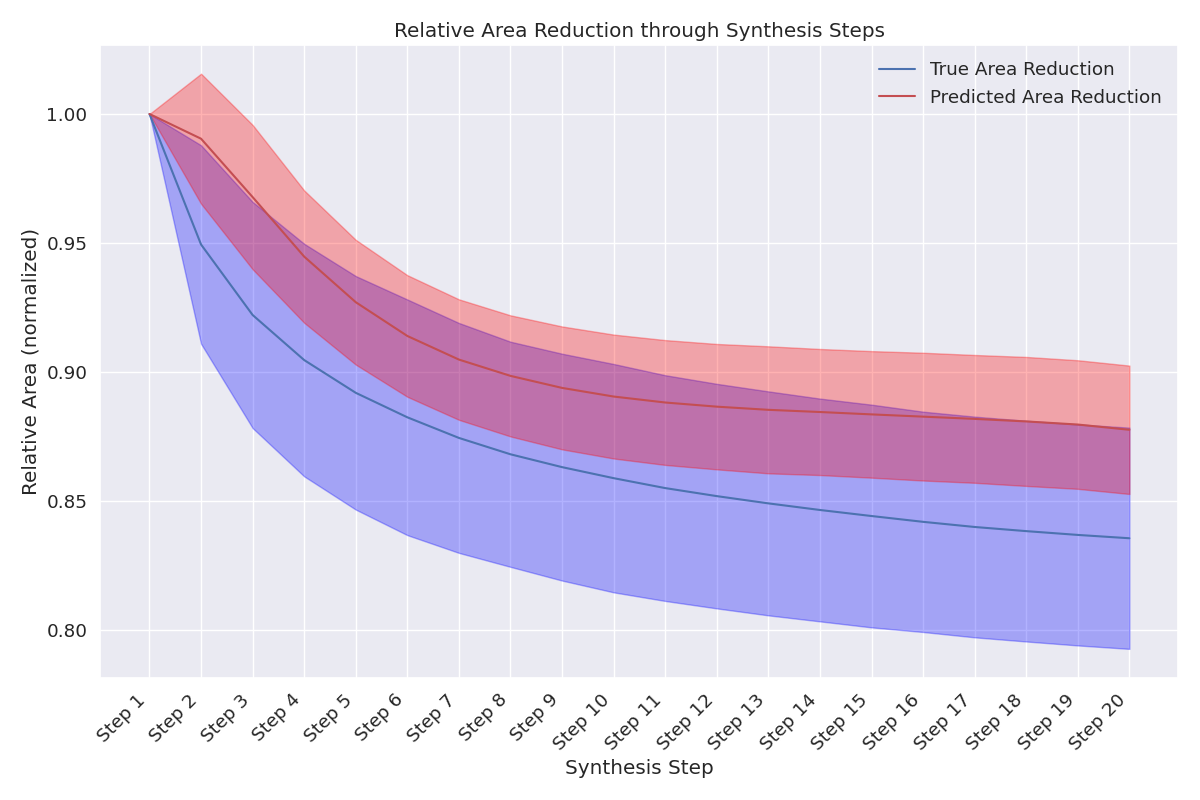 Relative Area Reduction through Synthesis Steps
True Area Reduction
Predicted Area Reduction
Relative Area (normalized)
1.00
0.95
0.90
0.85
0.80
Step 1
Step 2
Step 3
Step 4
Step 5
Step 6
Step 7
Step 8
Step 9
Step 10
Step 11
Step 12
Step 13
Step 14
Step 15
Step 16
Step 17
Step 18
Step 19
Step 20
Synthesis Step